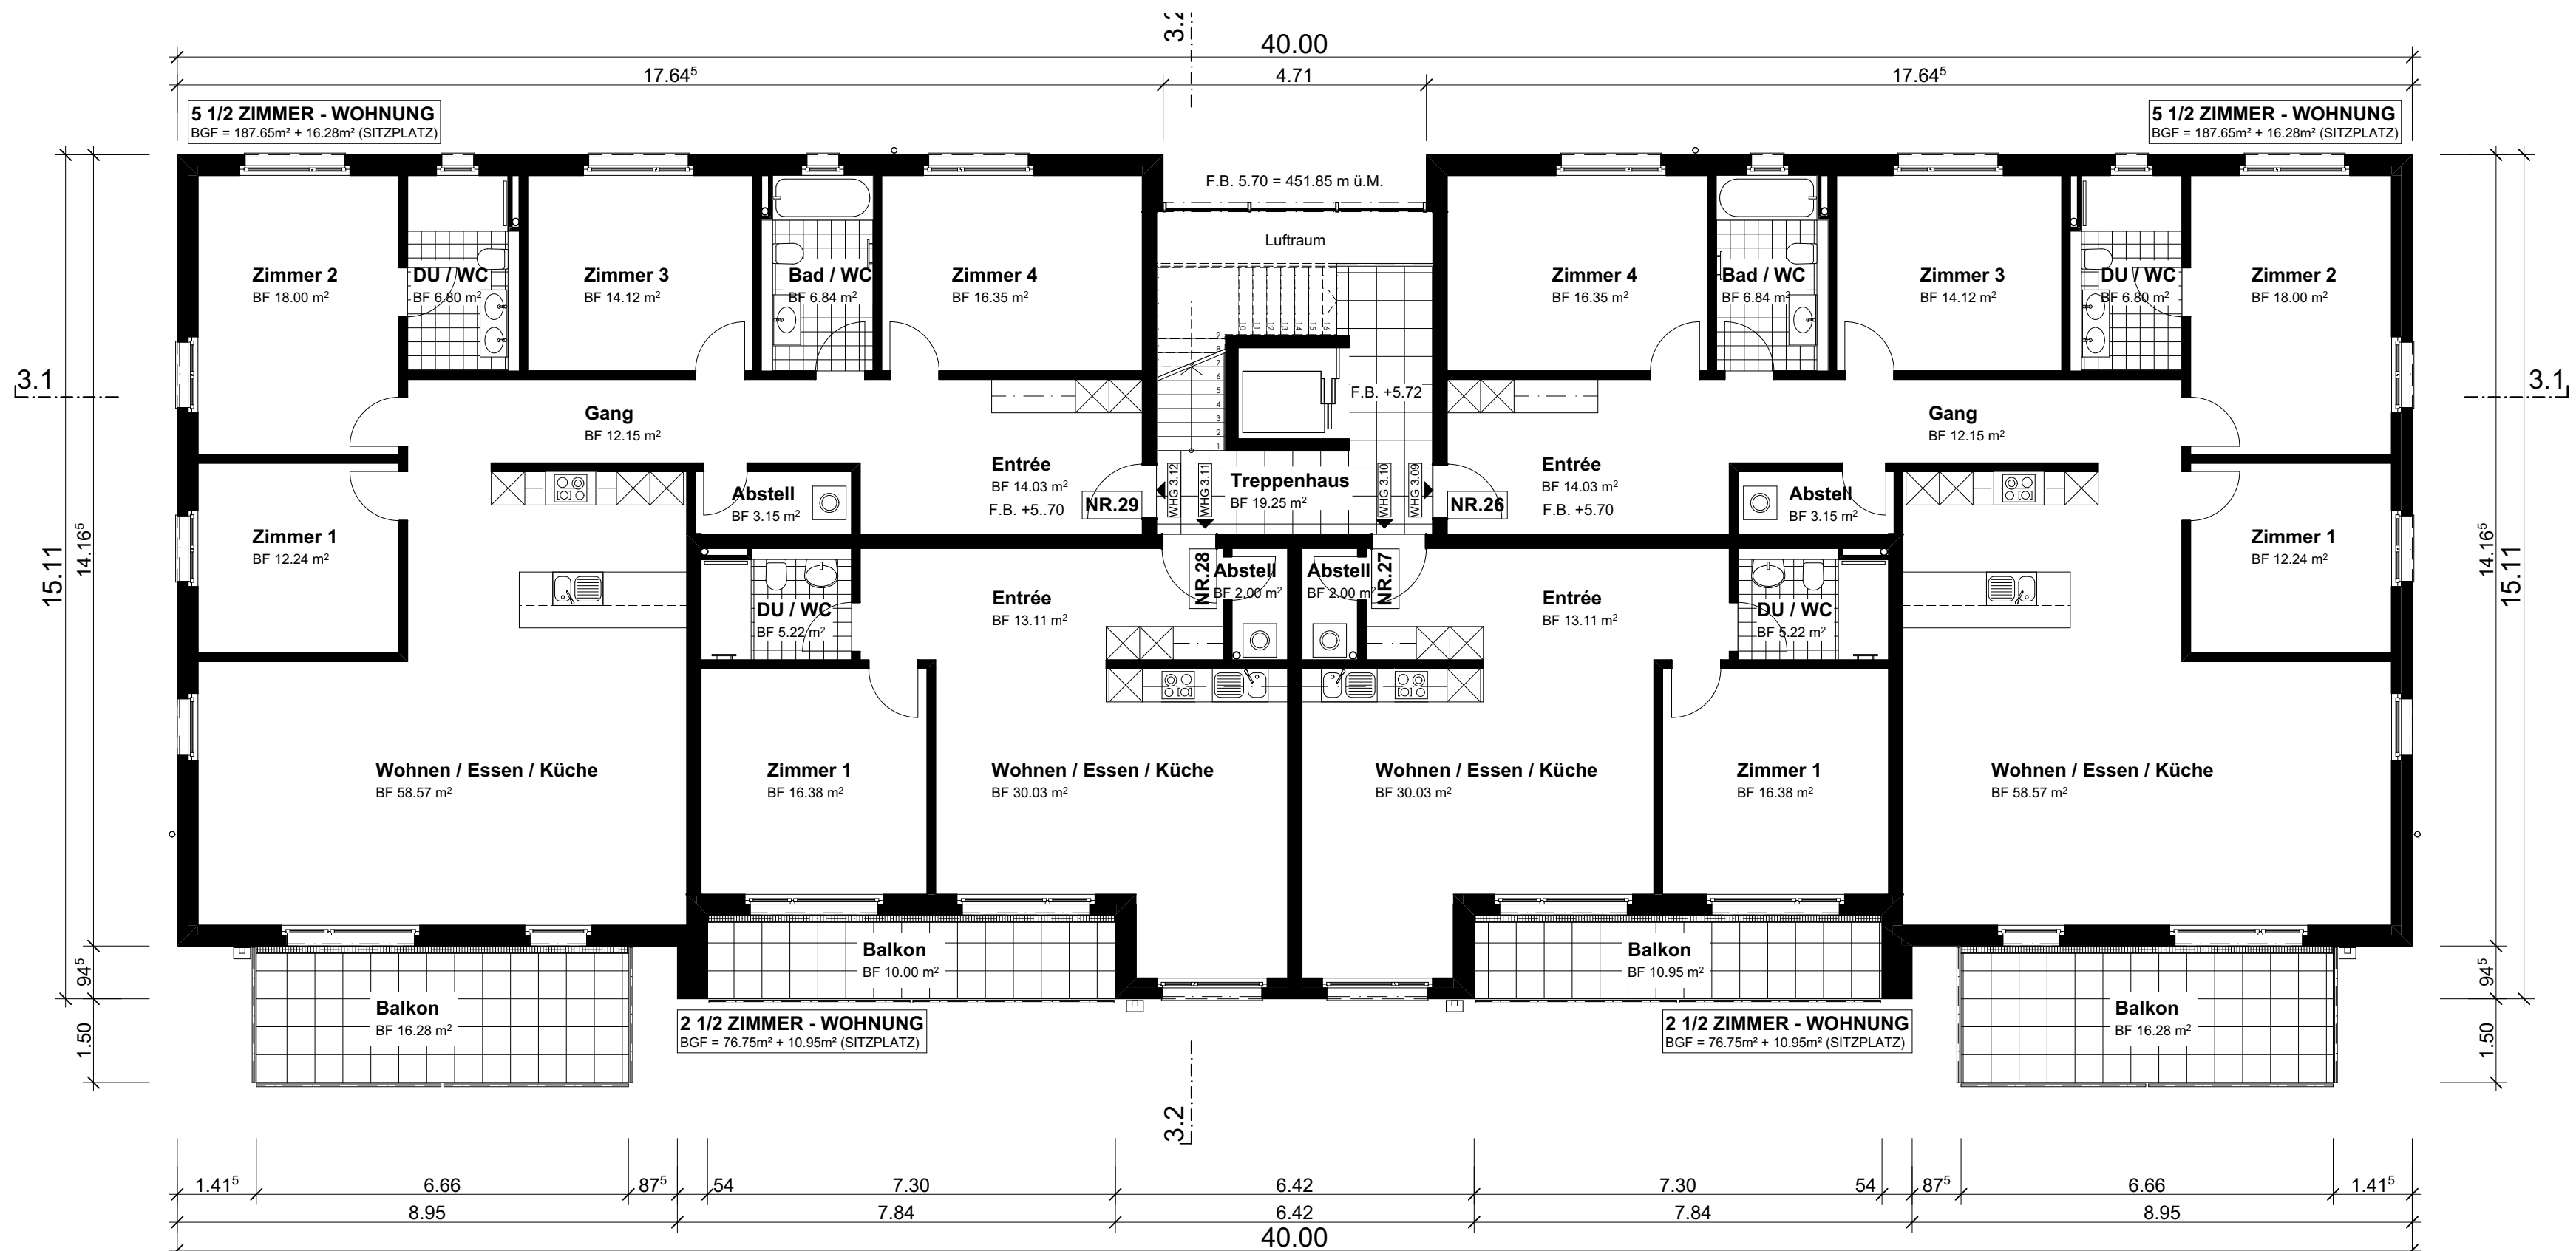 3.2
40.00
17.64⁵ 4.71 17.64⁵
5 1/2 ZIMMER - WOHNUNG
BGF = 187.65m² + 16.28m² (SITZPLATZ)
5 1/2 ZIMMER - WOHNUNG
BGF = 187.65m² + 16.28m² (SITZPLATZ)
F.B. 5.70 = 451.85 m ü.M.
Luftraum
Zimmer 2
BF 18.00 m²
DU / WC
BF 6.80 m²
Zimmer 3
BF 14.12 m²
Bad / WC
BF 6.84 m²
Zimmer 4
BF 16.35 m²
Zimmer 4
BF 16.35 m²
Bad / WC
BF 6.84 m²
Zimmer 3
BF 14.12 m²
DU / WC
BF 6.80 m²
Zimmer 2
BF 18.00 m²
10 11 12 13 14 15 16
9
8
7
6
5
4
3
2
1
3.1
3.1
F.B. +5.72
Gang
BF 12.15 m²
Gang
BF 12.15 m²
Entrée
BF 14.03 m²
F.B. +5..70
NR.29
WHG 3.12
WHG 3.11
Treppenhaus
BF 19.25 m²
WHG 3.10
WHG 3.09
NR.26
Entrée
BF 14.03 m²
F.B. +5.70
Abstell
BF 3.15 m²
Abstell
BF 3.15 m²
Zimmer 1
BF 12.24 m²
Zimmer 1
BF 12.24 m²
15.11
14.16⁵
14.16⁵
15.11
DU / WC
BF 5.22 m²
Entrée
BF 13.11 m²
NR.28
Abstell
BF 2.00 m²
Abstell
BF 2.00 m²
NR.27
Entrée
BF 13.11 m²
DU / WC
BF 5.22 m²
Wohnen / Essen / Küche
BF 58.57 m²
Zimmer 1
BF 16.38 m²
Wohnen / Essen / Küche
BF 30.03 m²
Wohnen / Essen / Küche
BF 30.03 m²
Zimmer 1
BF 16.38 m²
Wohnen / Essen / Küche
BF 58.57 m²
Balkon
BF 10.00 m²
Balkon
BF 10.95 m²
94⁵
94⁵
Balkon
BF 16.28 m²
Balkon
BF 16.28 m²
1.50
1.50
2 1/2 ZIMMER - WOHNUNG
BGF = 76.75m² + 10.95m² (SITZPLATZ)
2 1/2 ZIMMER - WOHNUNG
BGF = 76.75m² + 10.95m² (SITZPLATZ)
3.2
1.41⁵ 6.66 87⁵ 54 7.30 6.42 7.30 54 87⁵ 6.66 1.41⁵
8.95 7.84 6.42 7.84 8.95
40.00